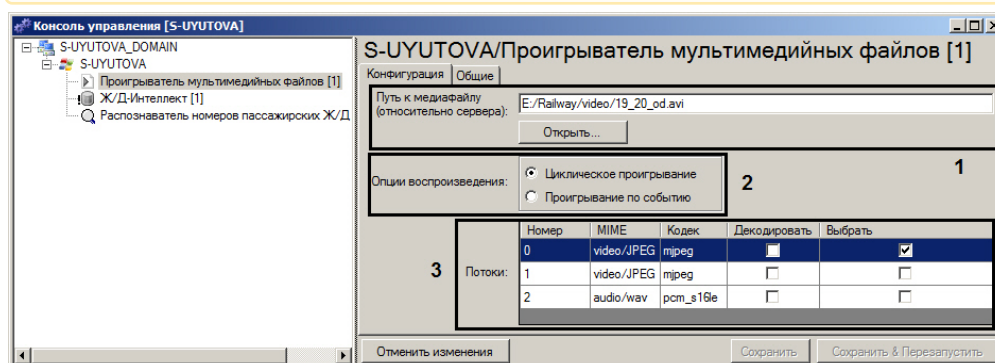 Консоль управления [S-UYUTOVA]
S-UYUTOVA_DOMAIN
S-UYUTOVA
Проигрыватель мультимедийных файлов [1]
Ж/Д-Интеллект [1]
Распознаватель номеров пассажирских Ж/Д
S-UYUTOVA/Проигрыватель мультимедийных файлов [1]
Конфигурация Общие
Путь к медиафайлу
(относительно сервера):
E:/Railway/video/19_20_od.avi
Открыть...
1
Опции воспроизведения:
Циклическое проигрывание
Проигрывание по событию
2
3
Потоки:
Номер MIME Кодек Декодировать Выбрать
0 video/JPEG mjpeg
1 video/JPEG mjpeg
2 audio/wav pcm_s16le
Отменить изменения
Сохранить
Сохранить & Перезапустить